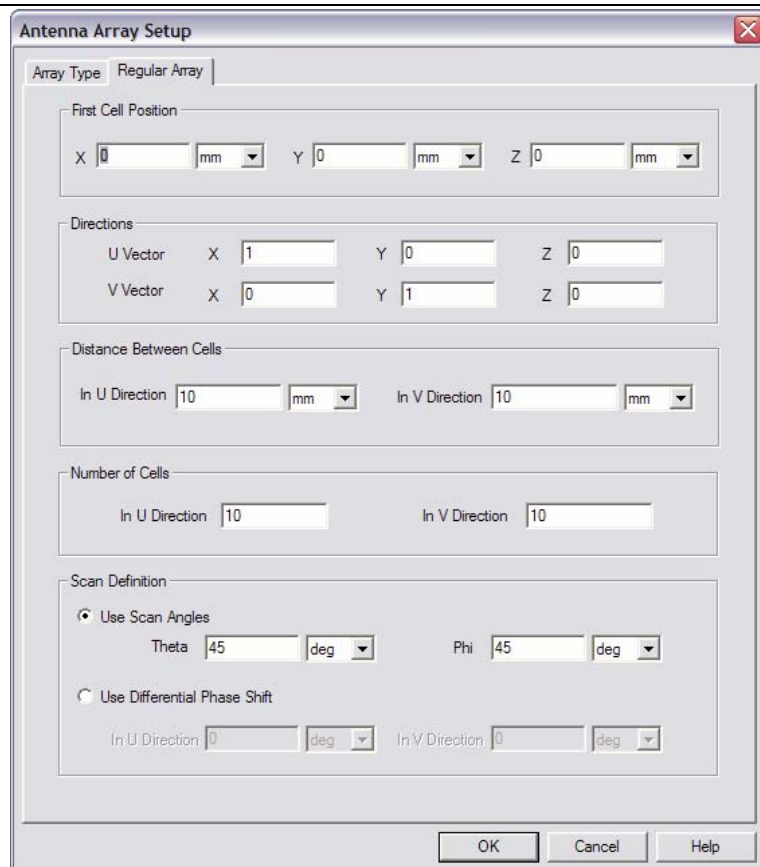 Antenna Array Setup
Array Type Regular Array
First Cell Position
X 0 mm Y 0 mm Z 0 mm
Directions
U Vector X 1 Y 0 Z 0
V Vector X 0 Y 1 Z 0
Distance Between Cells
In U Direction 10 mm In V Direction 10 mm
Number of Cells
In U Direction 10 In V Direction 10
Scan Definition
Use Scan Angles
Theta 45 deg Phi 45 deg
Use Differential Phase Shift
In U Direction 0 deg In V Direction 0 deg
OK Cancel Help